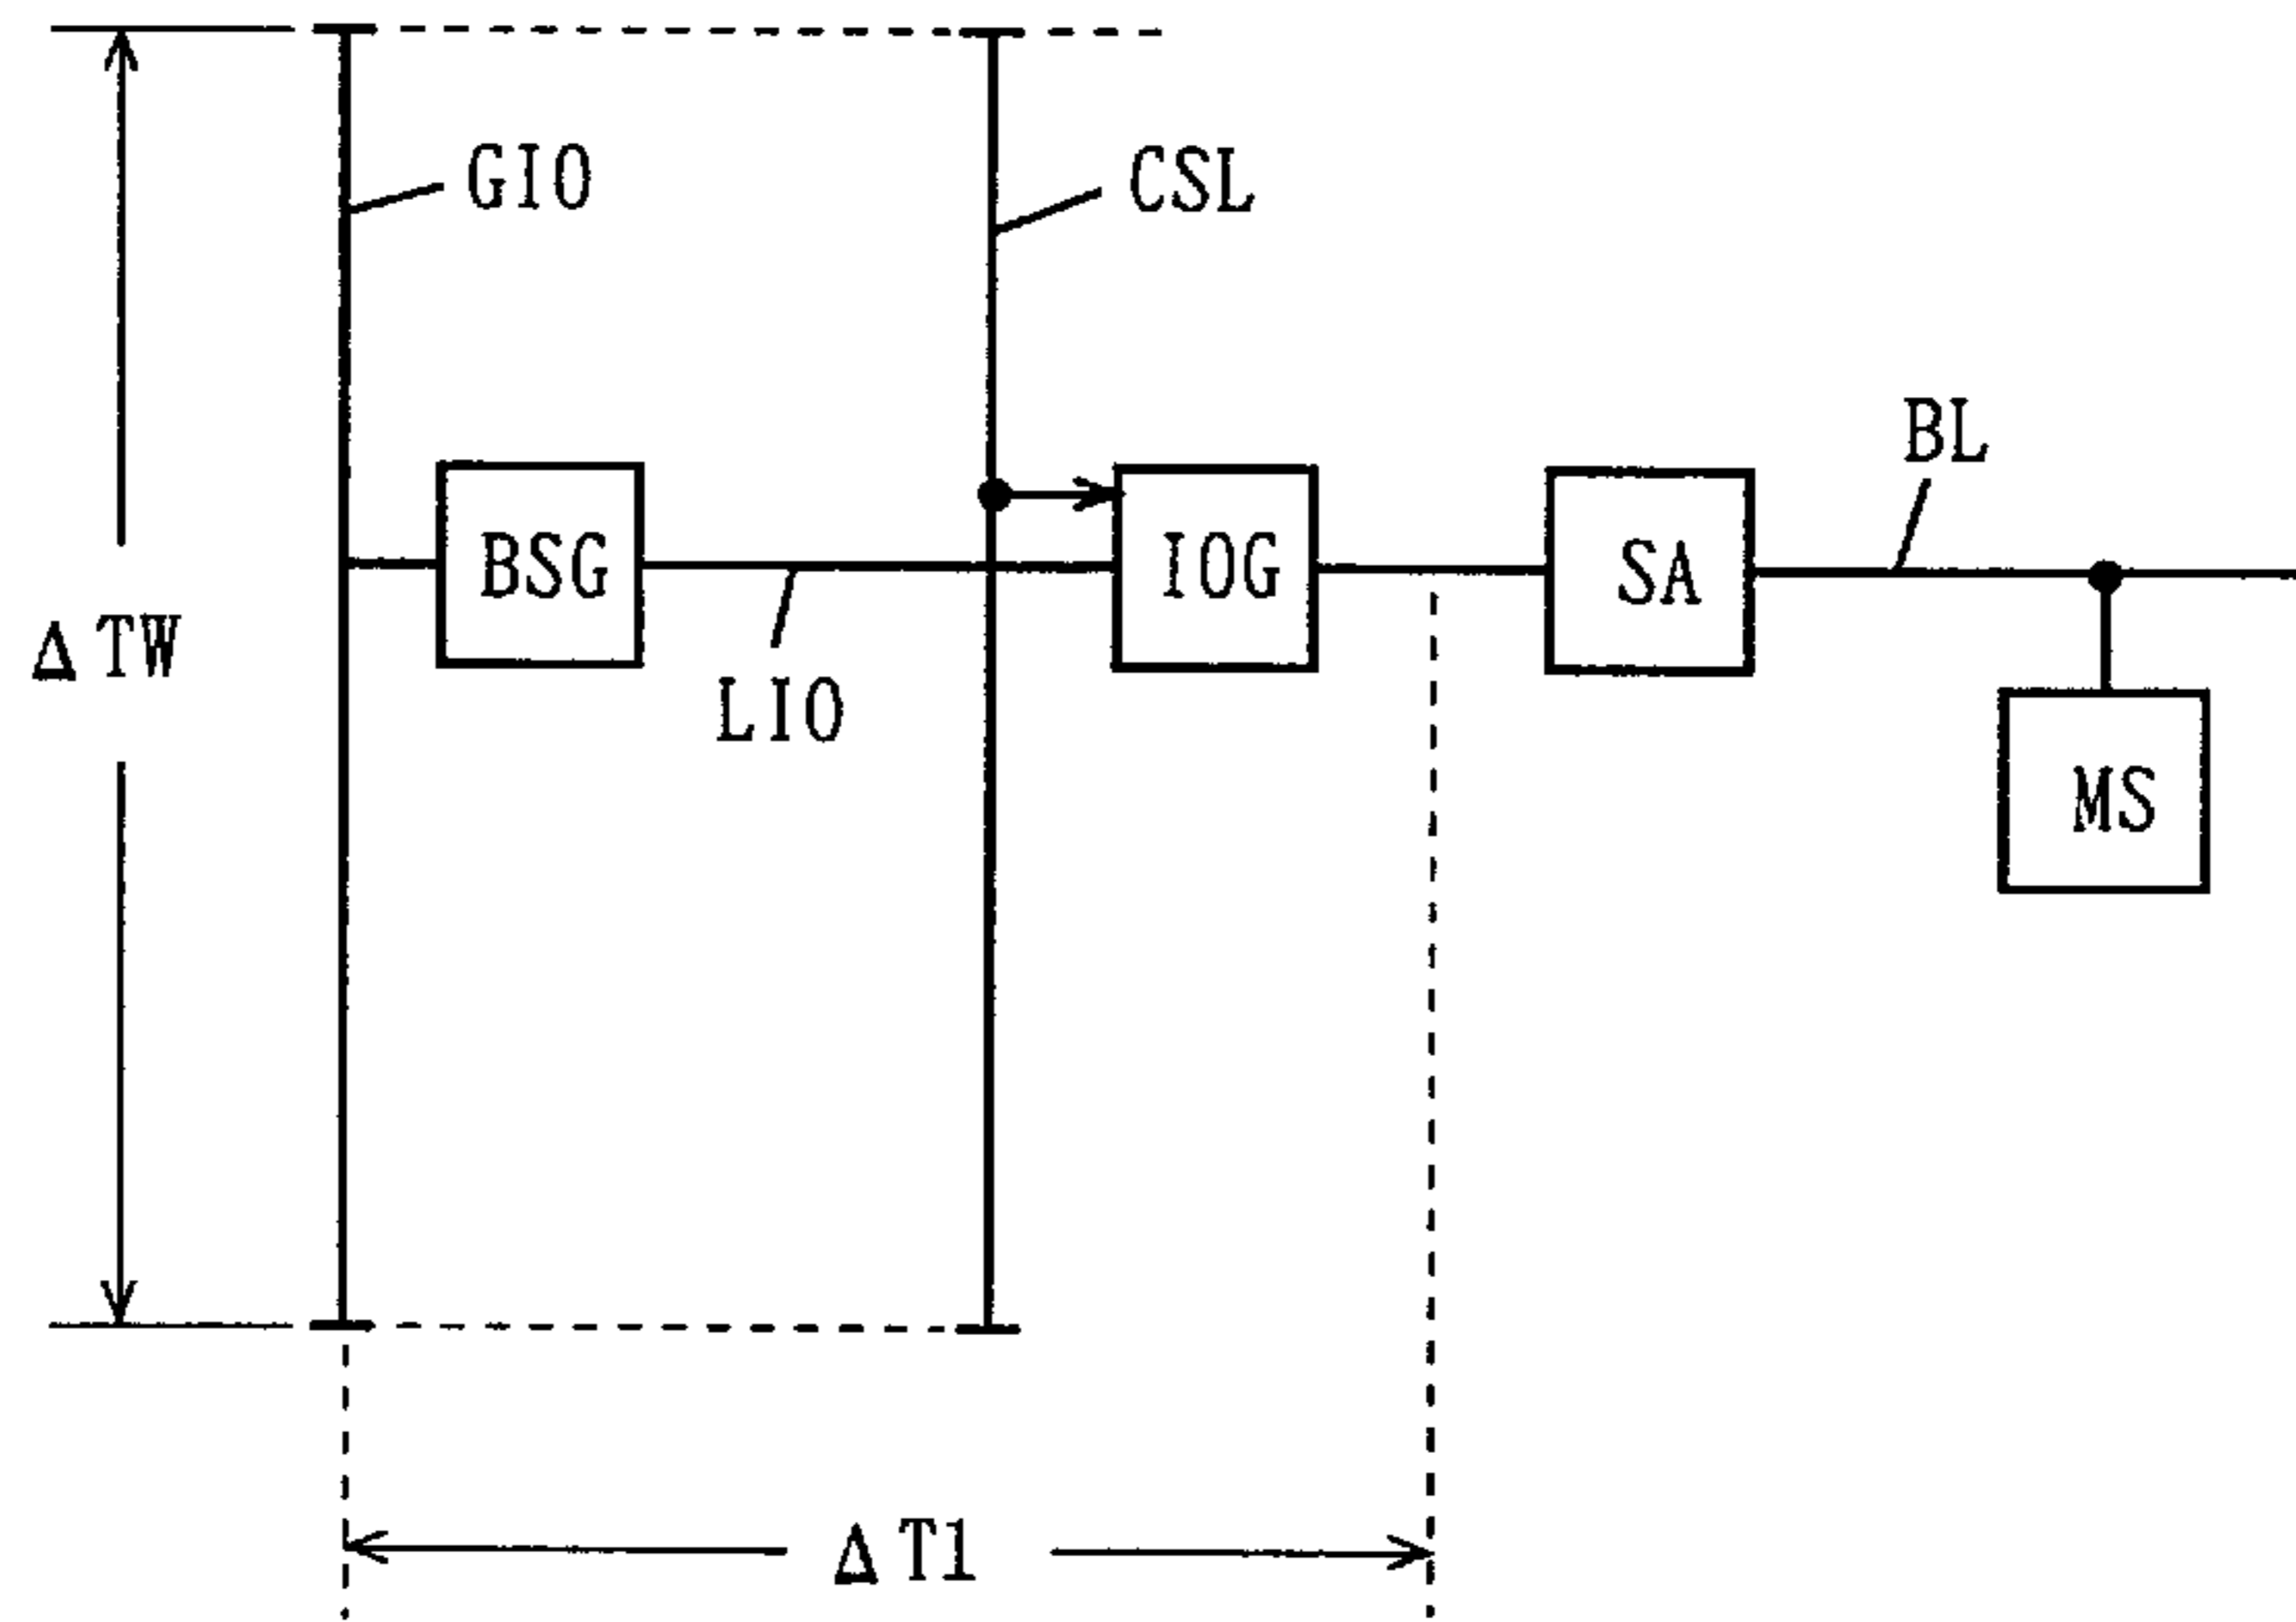 GIO
CSL
BL
BSG
IOG
SA
ΔTW
LIO
MS
ΔT1